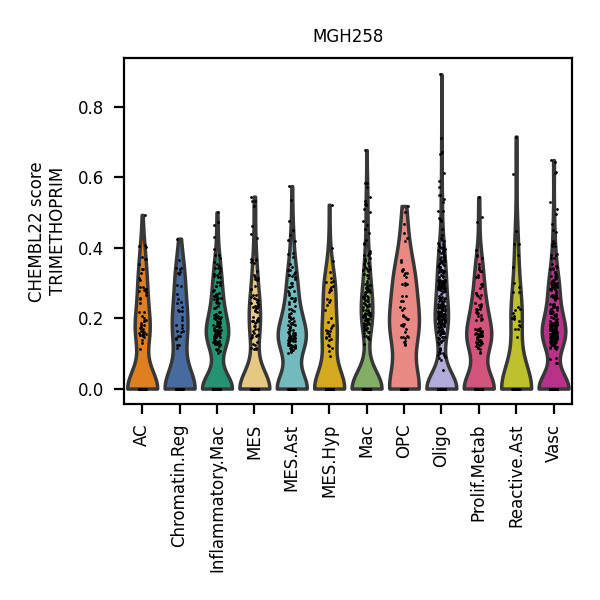 MGH258
CHEMBL22 score
TRIMETHOPRIM
0.8
0.6
0.4
0.2
0.0
AC
Chromatin.Reg
Inflammatory.Mac
MES
MES.Ast
MES.Hyp
Mac
OPC
Oligo
Prolif.Metab
Reactive.Ast
Vasc